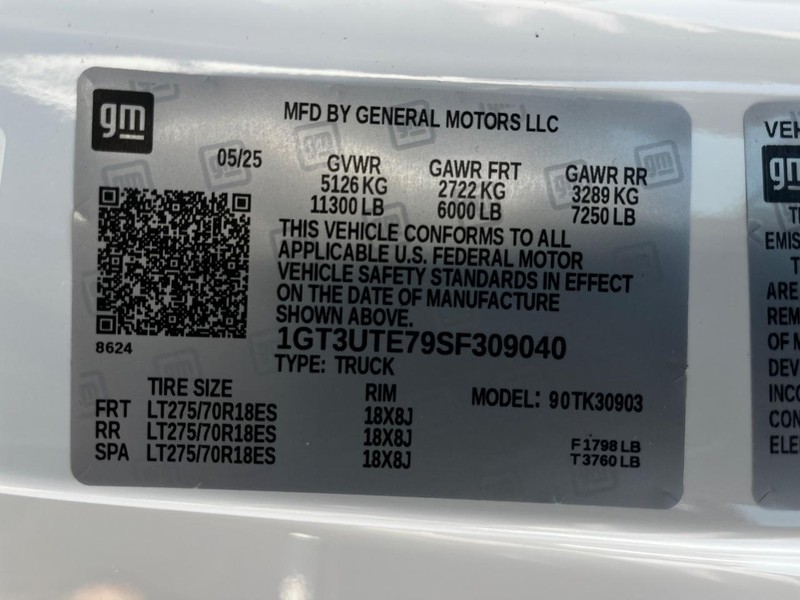 gm
MFD BY GENERAL MOTORS LLC
05/25
GVWR GAWR FRT GAWR RR
5126 KG 2722 KG 3289 KG
11300 LB 6000 LB 7250 LB
THIS VEHICLE CONFORMS TO ALL
APPLICABLE U.S. FEDERAL MOTOR
VEHICLE SAFETY STANDARDS IN EFFECT
ON THE DATE OF MANUFACTURE
SHOWN ABOVE.
8624
1GT3UTE79SF309040
TYPE: TRUCK
TIRE SIZE RIM MODEL: 90TK30903
FRT LT275/70R18ES 18X8J
RR LT275/70R18ES 18X8J
SPA LT275/70R18ES 18X8J
F1798 LB
T3760 LB
VEH
gm
T
EMIS
T
ARE
REM
OF M
DEV
INCO
CON
ELE